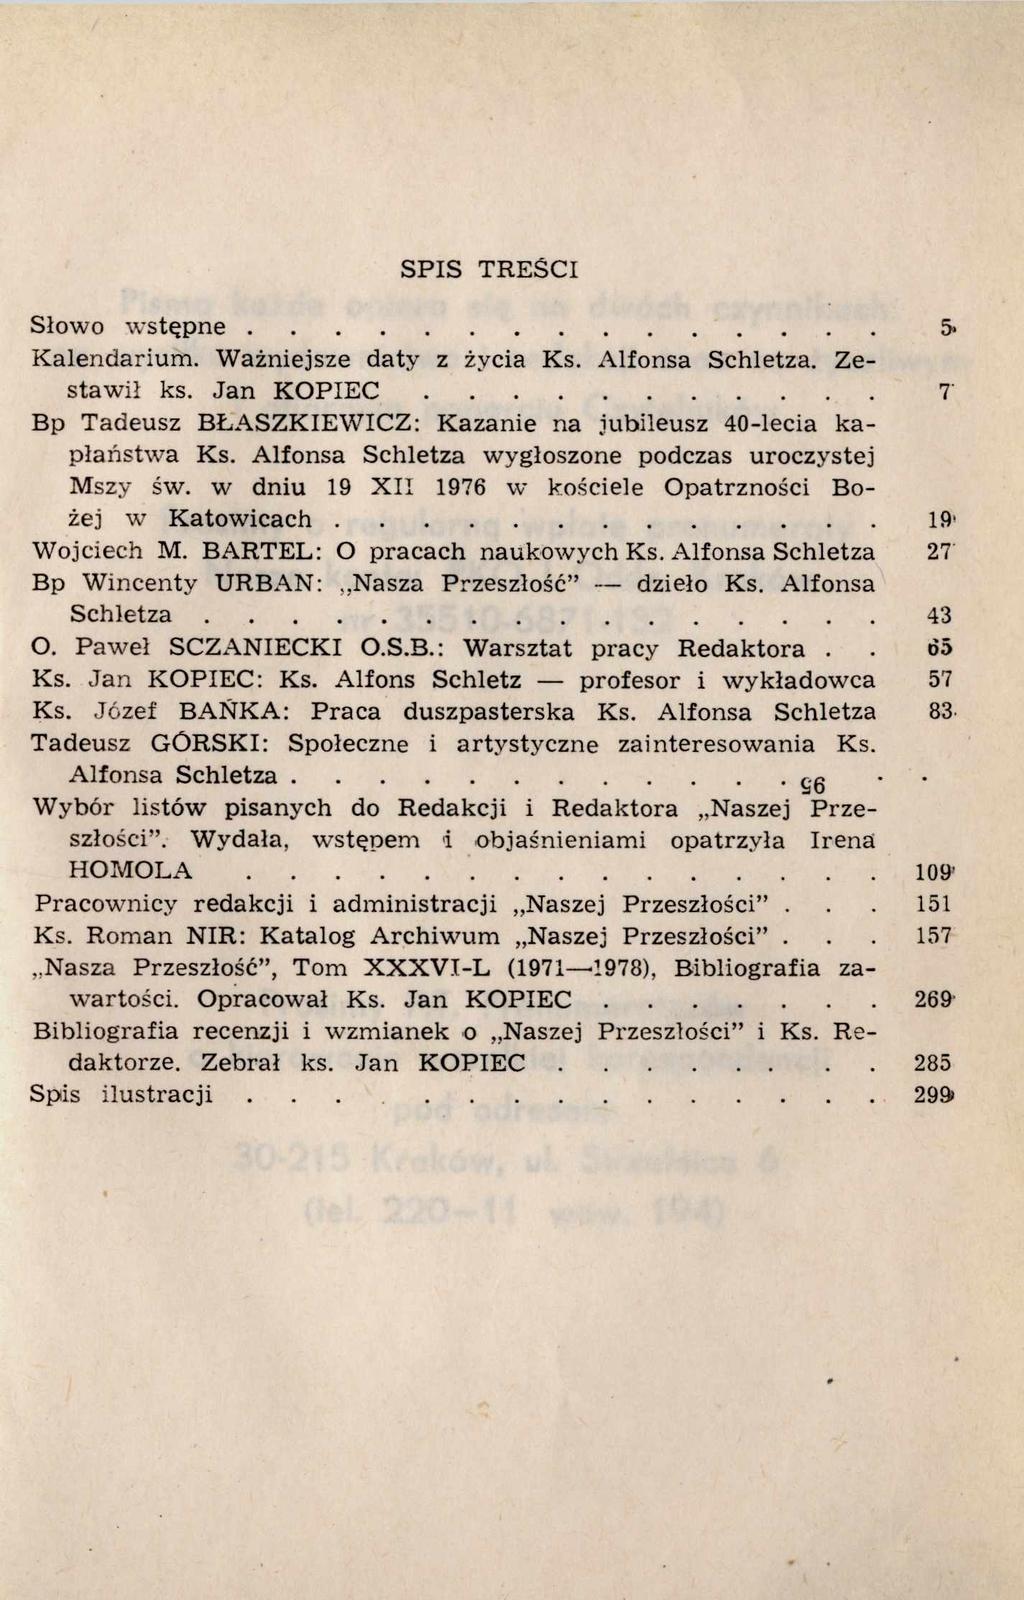 SPIS TREŚCI
Słowo wstępne . . . . . . . . . . . . . . . 5
Kalendarium. Ważniejsze daty z życia Ks. Alfonsa Schletza. Ze-
stawił ks. Jan KOPIEC . . . . . . . . . . . 7
Bp Tadeusz BŁASZKIEWICZ: Kazanie na jubileusz 40-lecia ka-
płaństwa Ks. Alfonsa Schletza wygłoszone podczas uroczystej
Mszy św. w dniu 19 XII 1976 w kościele Opatrzności Bo-
żej w Katowicach . . . . . . . . . . . . . 19
Wojciech M. BARTEL: O pracach naukowych Ks. Alfonsa Schletza 27
Bp Wincenty URBAN: „Nasza Przeszłość” — dzieło Ks. Alfonsa
Schletza . . . . . . . . . . . . . . . . 43
O. Paweł SCZANIECKI O.S.B.: Warsztat pracy Redaktora . . 65
Ks. Jan KOPIEC: Ks. Alfons Schletz — profesor i wykładowca 57
Ks. Józef BAŃKA: Praca duszpasterska Ks. Alfonsa Schletza 83
Tadeusz GÓRSKI: Społeczne i artystyczne zainteresowania Ks.
Alfonsa Schletza . . . . . . . . . . . . 96 . .
Wybór listów pisanych do Redakcji i Redaktora „Naszej Prze-
szłości”. Wydała, wstępem i objaśnieniami opatrzyła Irena
HOMOLA . . . . . . . . . . . . . . . 109
Pracownicy redakcji i administracji „Naszej Przeszłości” . . . 151
Ks. Roman NIR: Katalog Archiwum „Naszej Przeszłości” . . . 157
„Nasza Przeszłość”, Tom XXXVI-L (1971—1978), Bibliografia za-
wartości. Opracował Ks. Jan KOPIEC . . . . . . . 269
Bibliografia recenzji i wzmianek o „Naszej Przeszłości” i Ks. Re-
daktorze. Zebrał ks. Jan KOPIEC . . . . . . . . 285
Spis ilustracji . . . . . . . . . . . . . . . 299